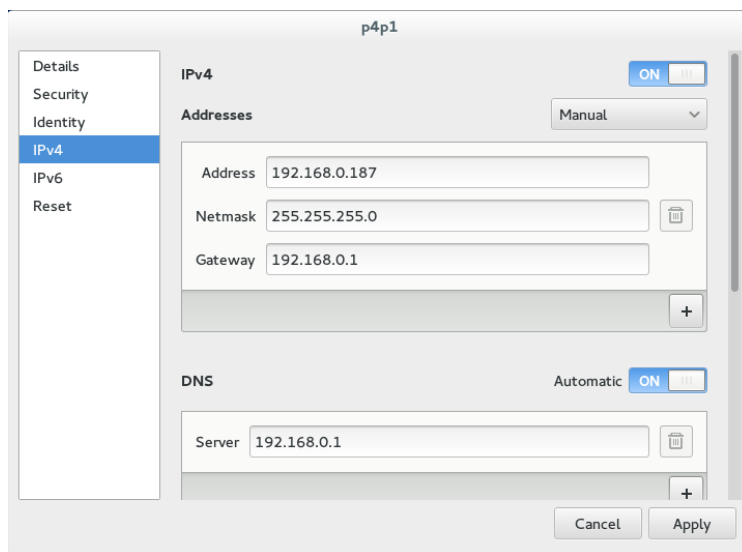 p4p1
Details
Security
Identity
IPv4
IPv6
Reset
IPv4 ON
Addresses Manual
Address 192.168.0.187
Netmask 255.255.255.0
Gateway 192.168.0.1
+
DNS Automatic ON
Server 192.168.0.1
+
Cancel Apply